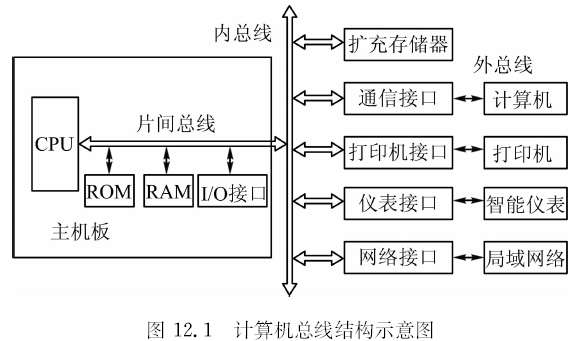 内总线
扩充存储器
外总线
通信接口
计算机
片间总线
CPU
打印机接口
打印机
ROM
RAM
I/O接口
仪表接口
智能仪表
主机板
网络接口
局域网络
图 12.1 计算机总线结构示意图